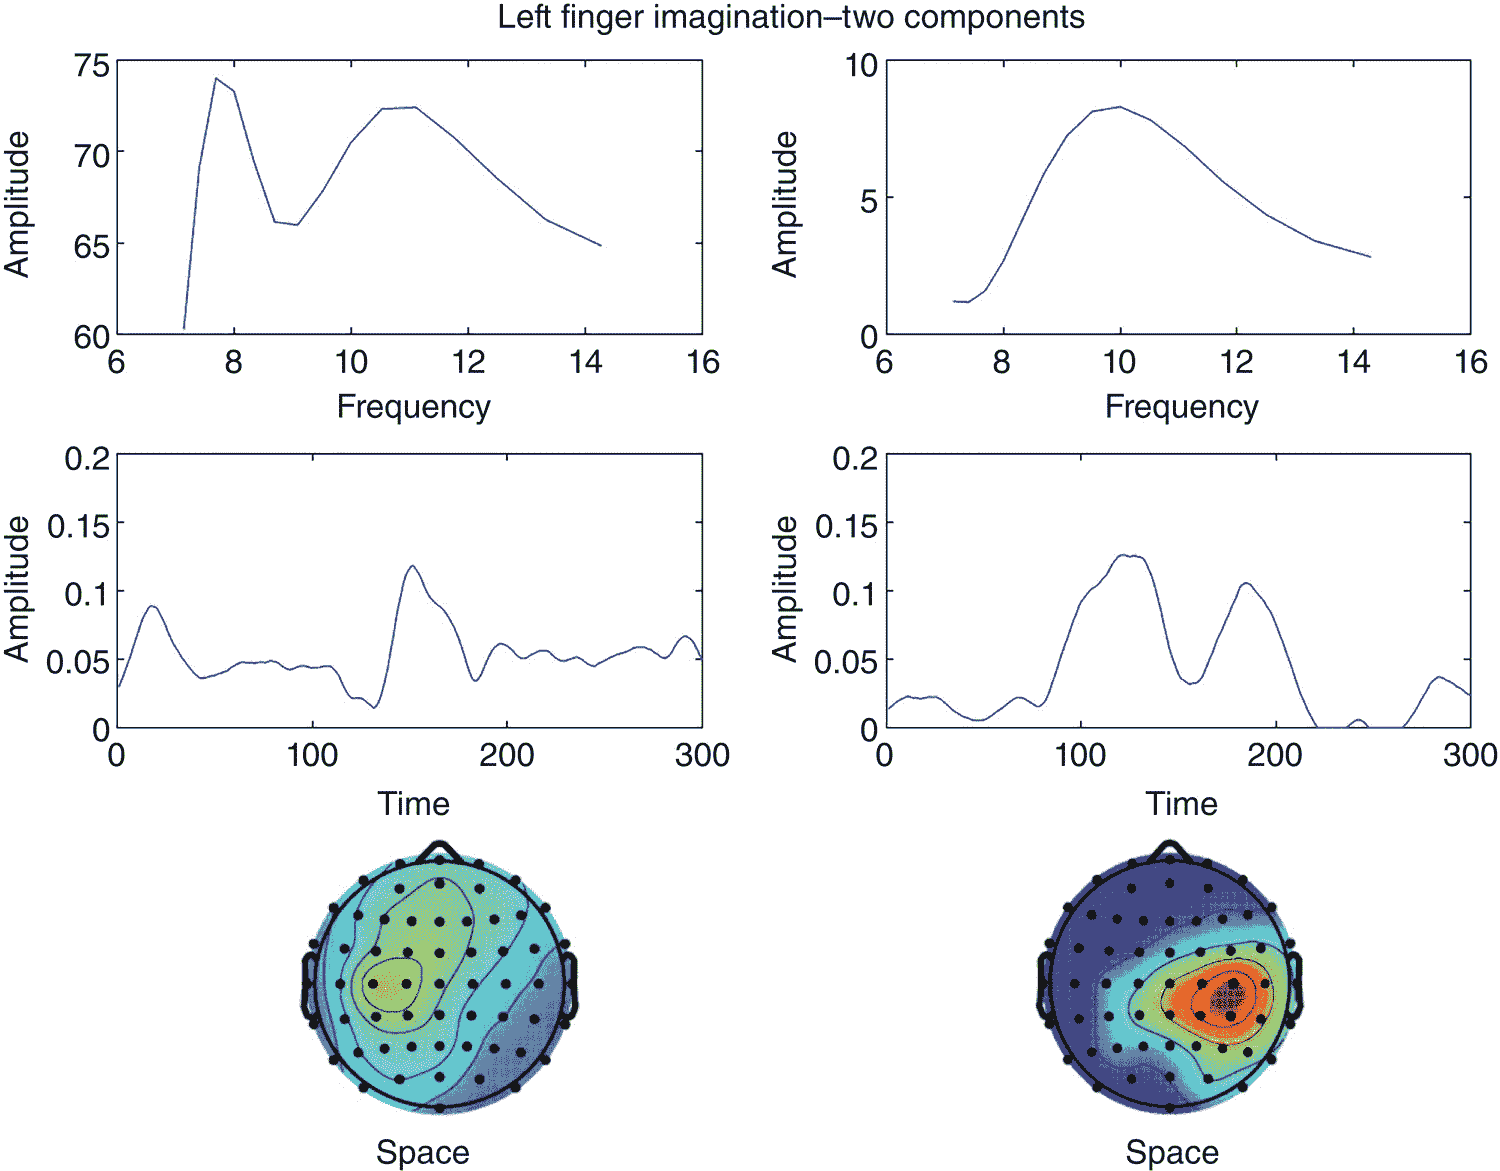 Left finger imagination–two components
75
70
65
60
Amplitude
6 8 10 12 14 16
Frequency
10
5
0
Amplitude
6 8 10 12 14 16
Frequency
0.2
0.15
0.1
0.05
0
Amplitude
0 100 200 300
Time
0.2
0.15
0.1
0.05
0
Amplitude
0 100 200 300
Time
Space
Space